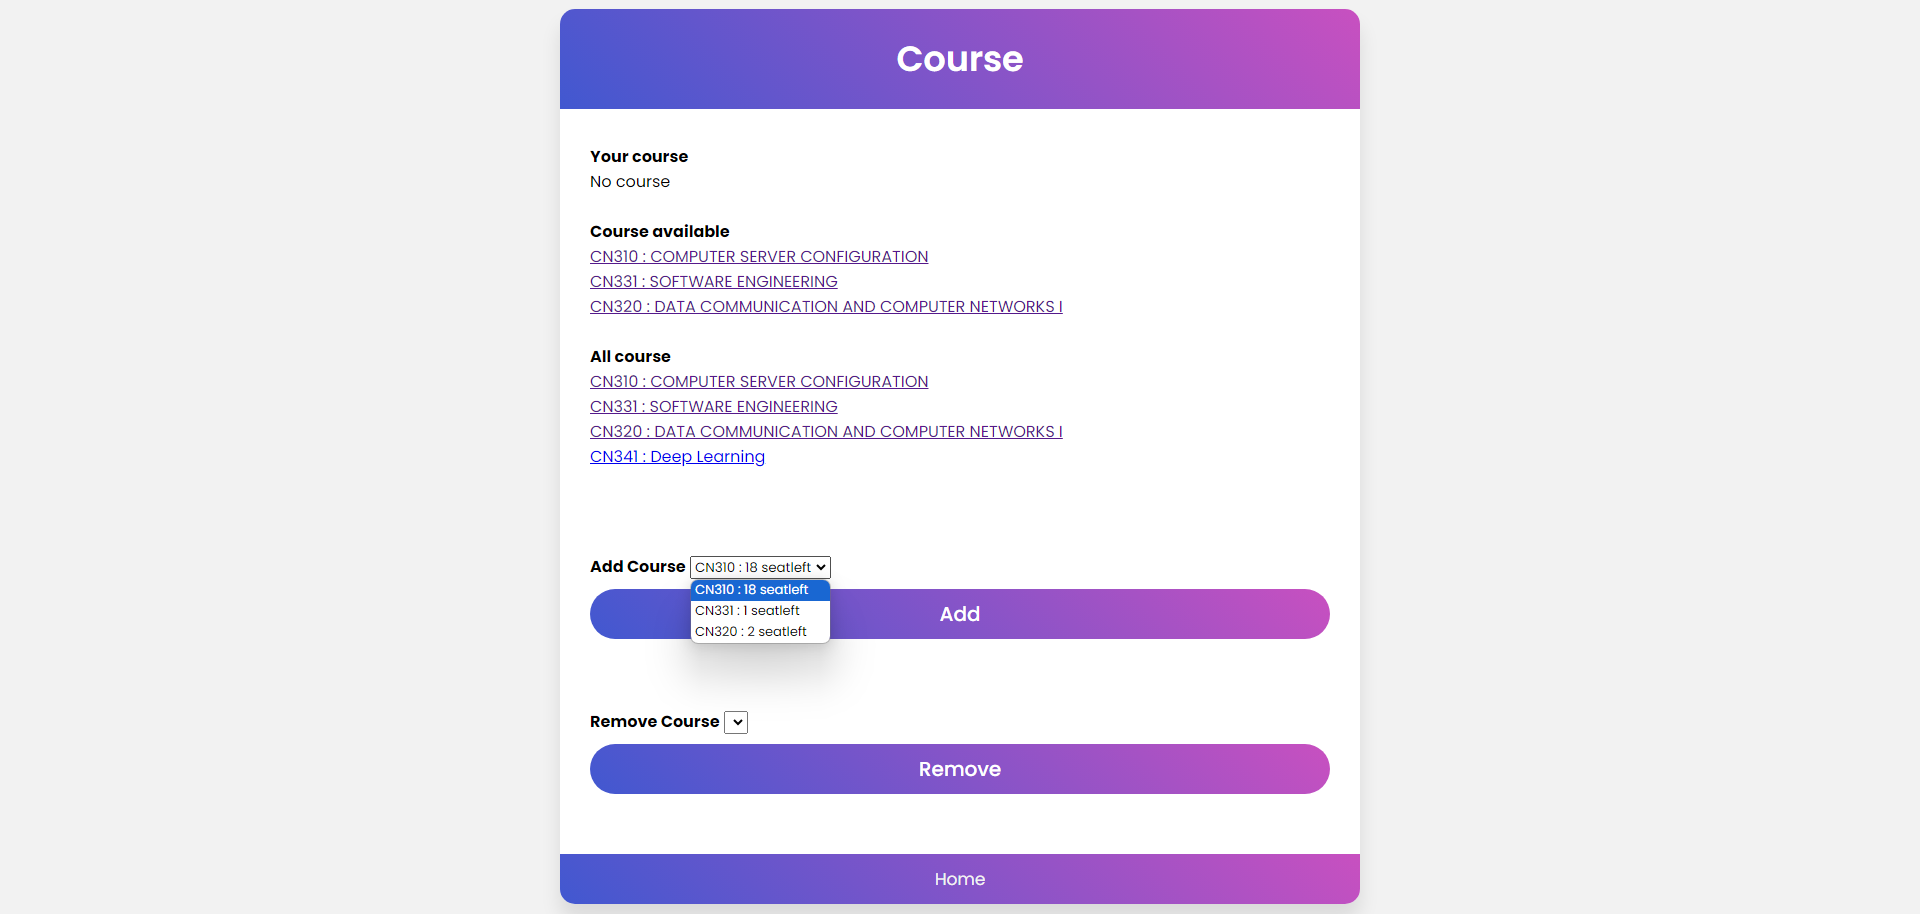 Course
Your course
No course
Course available
CN310 : COMPUTER SERVER CONFIGURATION
CN331 : SOFTWARE ENGINEERING
CN320 : DATA COMMUNICATION AND COMPUTER NETWORKS I
All course
CN310 : COMPUTER SERVER CONFIGURATION
CN331 : SOFTWARE ENGINEERING
CN320 : DATA COMMUNICATION AND COMPUTER NETWORKS I
CN341 : Deep Learning
Add Course CN310 : 18 seatleft
CN310 : 18 seatleft
CN331 : 1 seatleft
CN320 : 2 seatleft
Add
Remove Course
Remove
Home